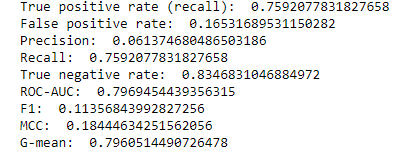 True positive rate (recall):  0.7592077831827658
False positive rate:  0.16531689531150282
Precision:  0.061374680486503186
Recall:  0.7592077831827658
True negative rate:  0.8346831046884972
ROC-AUC:  0.7969454439356315
F1:  0.11356843992827256
MCC:  0.18444634251562056
G-mean:  0.7960514490726478